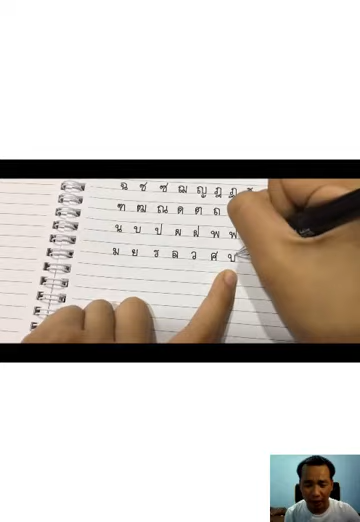 ฉ ช ซ ฌ ญ ฎ ฏ
ฑ ฒ ณ ด ต ถ
น บ ป ผ ฝ พ
ม ย ร ล ว ศ